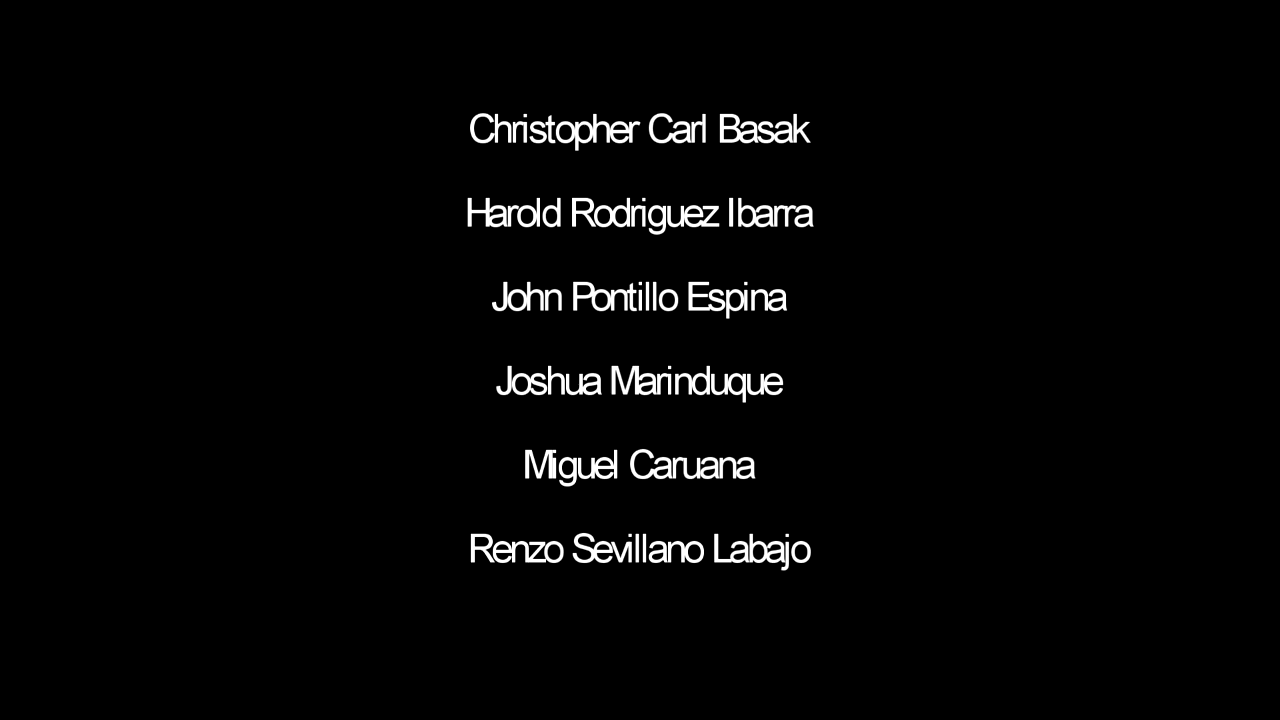 Christopher Carl Basak
Harold Rodriguez Ibarra
John Pontillo Espina
Joshua Marinduque
Miguel Caruana
Renzo Sevillano Labajo